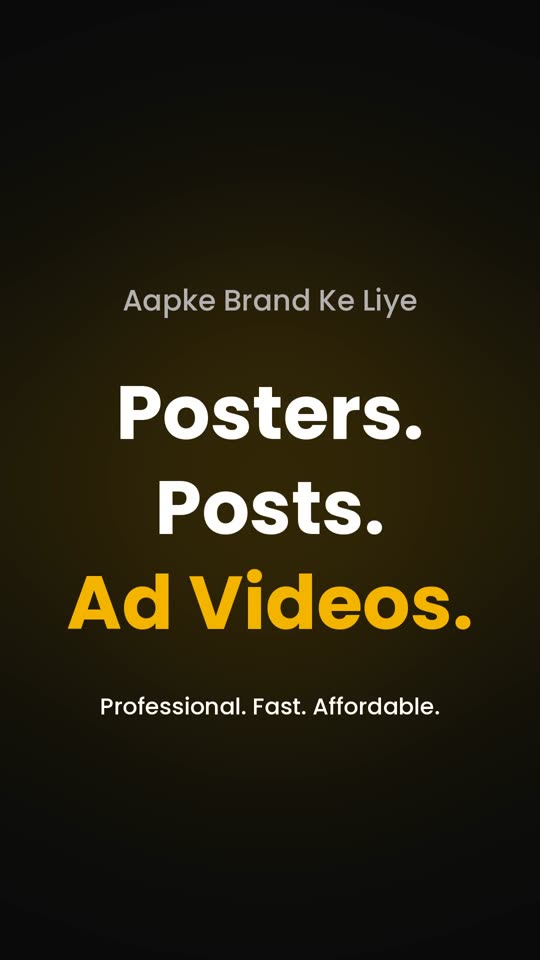 Aapke Brand Ke Liye
Posters.
Posts.
Ad Videos.
Professional. Fast. Affordable.